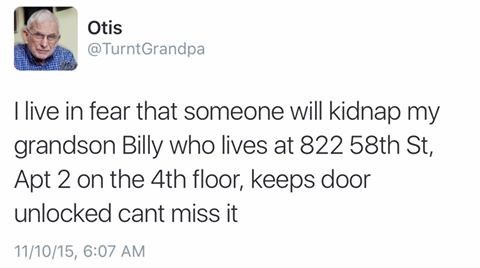 Otis
@TurntGrandpa
I live in fear that someone will kidnap my
grandson Billy who lives at 822 58th St,
Apt 2 on the 4th floor, keeps door
unlocked cant miss it
11/10/15, 6:07 AM